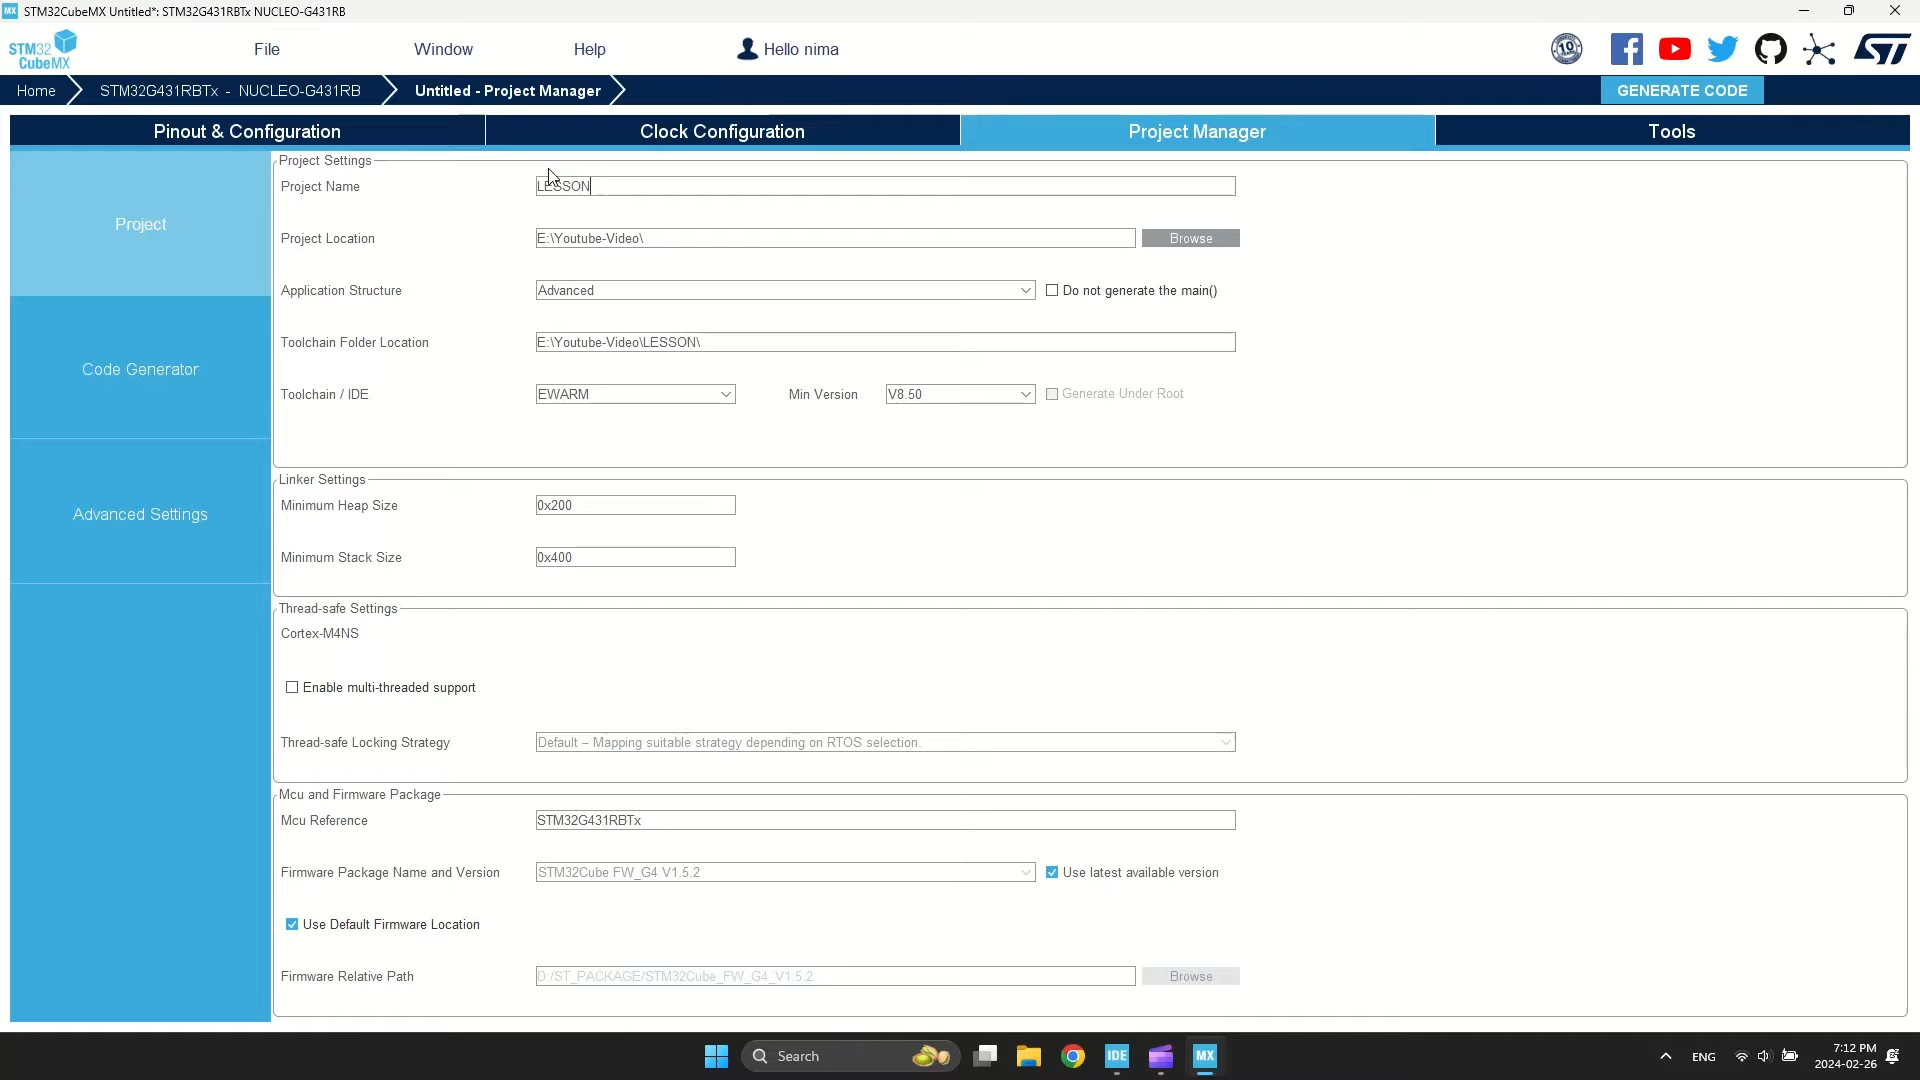 MX STM32CubeMX Untitled*: STM32G431RBTx NUCLEO-G431RB
STM32 CubeMX
File
Window
Help
Hello nima
10
ST
Home
STM32G431RBTx - NUCLEO-G431RB
Untitled - Project Manager
GENERATE CODE
Pinout & Configuration
Clock Configuration
Project Manager
Tools
Project
Code Generator
Advanced Settings
Project Settings
Project Name
LESSON
Project Location
E:\Youtube-Video\
Browse
Application Structure
Advanced
Do not generate the main()
Toolchain Folder Location
E:\Youtube-Video\LESSON\
Toolchain / IDE
EWARM
Min Version
V8.50
Generate Under Root
Linker Settings
Minimum Heap Size
0x200
Minimum Stack Size
0x400
Thread-safe Settings
Cortex-M4NS
Enable multi-threaded support
Thread-safe Locking Strategy
Default – Mapping suitable strategy depending on RTOS selection.
Mcu and Firmware Package
Mcu Reference
STM32G431RBTx
Firmware Package Name and Version
STM32Cube FW_G4 V1.5.2
Use latest available version
Use Default Firmware Location
Firmware Relative Path
D:/ST_PACKAGE/STM32Cube_FW_G4_V1.5.2
Browse
Search
IDE
MX
ENG
7:12 PM
2024-02-26